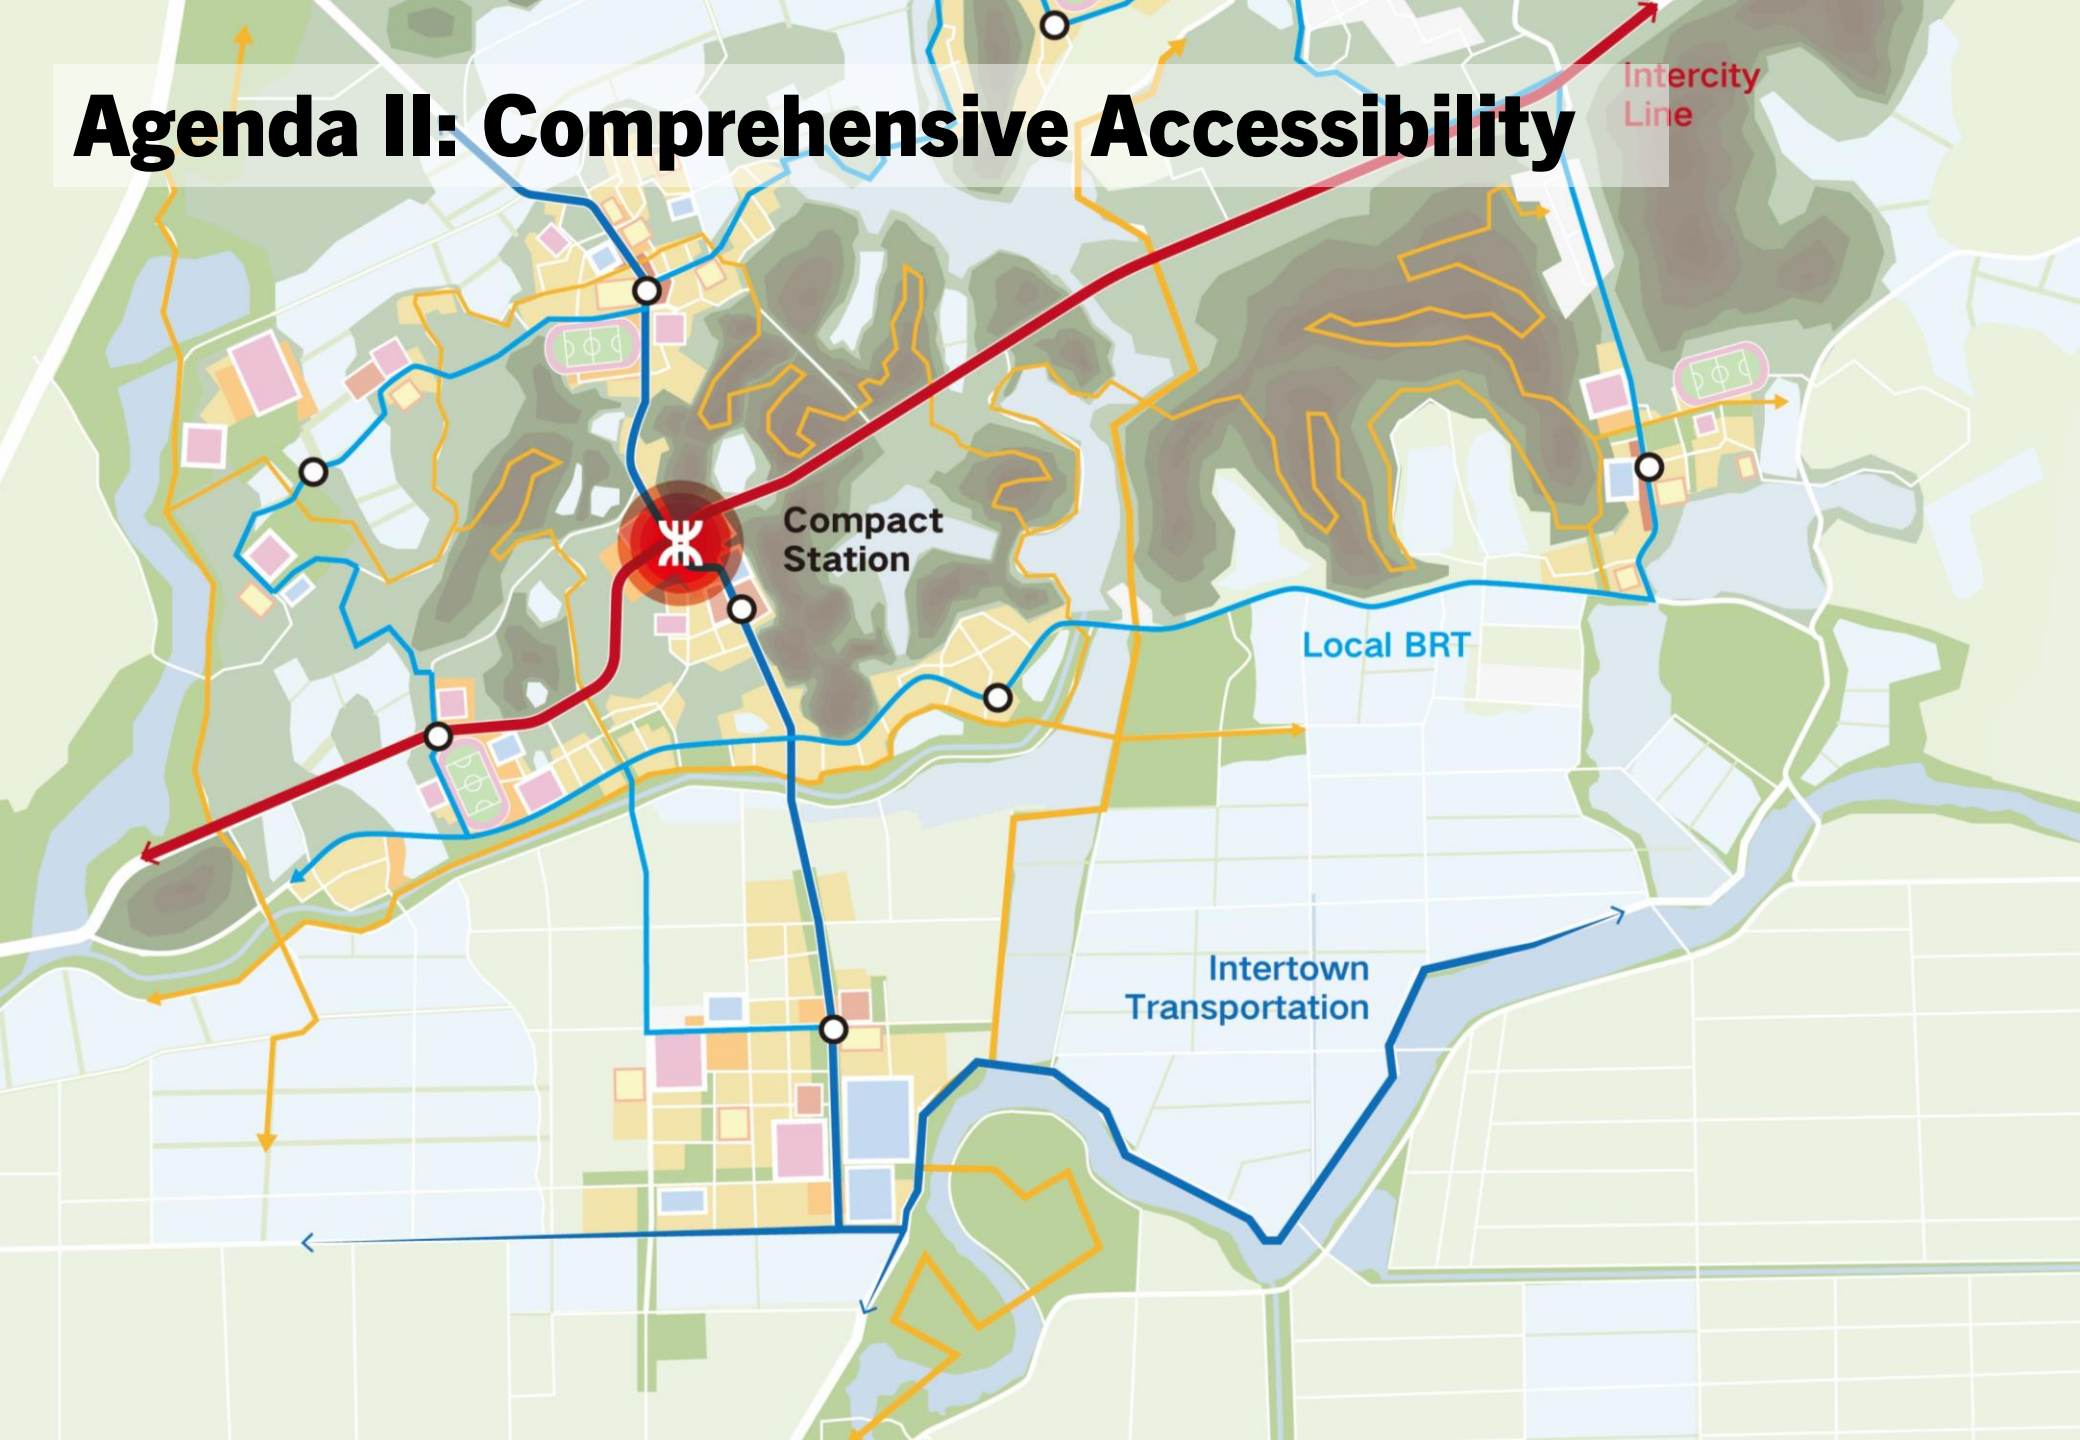 Agenda II: Comprehensive Accessibility
Intercity
Line
Compact
Station
Local BRT
Intertown
Transportation